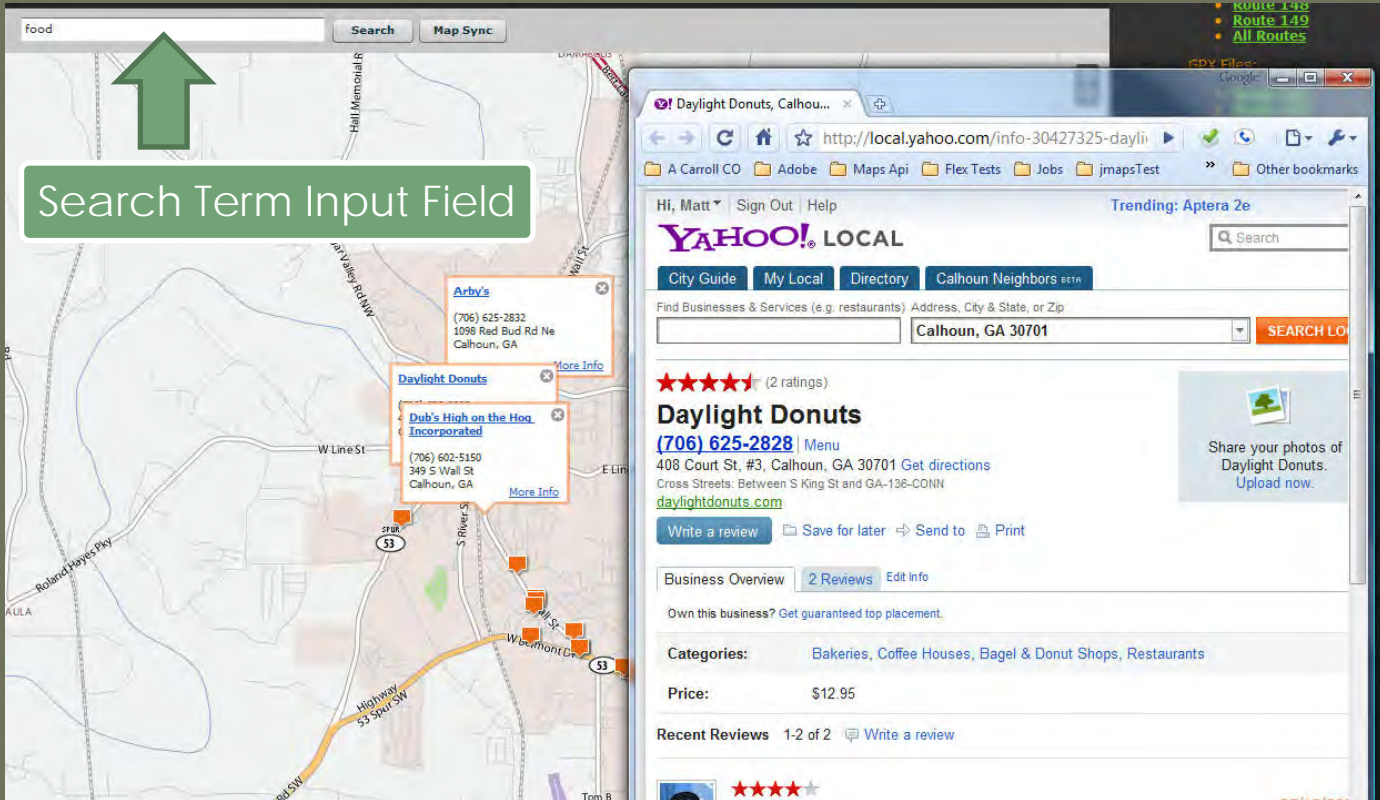 food
Search
Map Sync
Route 148
Route 149
All Routes
GPX Files:
Google
Search Term Input Field
Hall Memorial R
Wall St
Arby's
(706) 625-2832
1098 Red Bud Rd Ne
Calhoun, GA
More Info
Daylight Donuts
Dub's High on the Hog
Incorporated
(706) 602-5150
349 S Wall St
Calhoun, GA
More Info
W Line St
E Lin
SPUR
53
S River S
Roland Hayes Pky
AULA
W Belmont Dr
53
Highway
53 Spur SW
Rd SW
Tom B
Daylight Donuts, Calhou...
http://local.yahoo.com/info-30427325-dayli
A Carroll CO
Adobe
Maps Api
Flex Tests
Jobs
jmapsTest
»
Other bookmarks
Hi, Matt
Sign Out
Help
Trending: Aptera 2e
YAHOO!® LOCAL
Search
City Guide
My Local
Directory
Calhoun Neighbors BETA
Find Businesses & Services (e.g. restaurants)
Address, City & State, or Zip
Calhoun, GA 30701
SEARCH LO
(2 ratings)
Daylight Donuts
(706) 625-2828 | Menu
408 Court St, #3, Calhoun, GA 30701 Get directions
Cross Streets: Between S King St and GA-136-CONN
daylightdonuts.com
Write a review
Save for later
Send to
Print
Share your photos of
Daylight Donuts.
Upload now.
Business Overview
2 Reviews
Edit Info
Own this business? Get guaranteed top placement.
Categories: Bakeries, Coffee Houses, Bagel & Donut Shops, Restaurants
Price: $12.95
Recent Reviews 1-2 of 2 Write a review